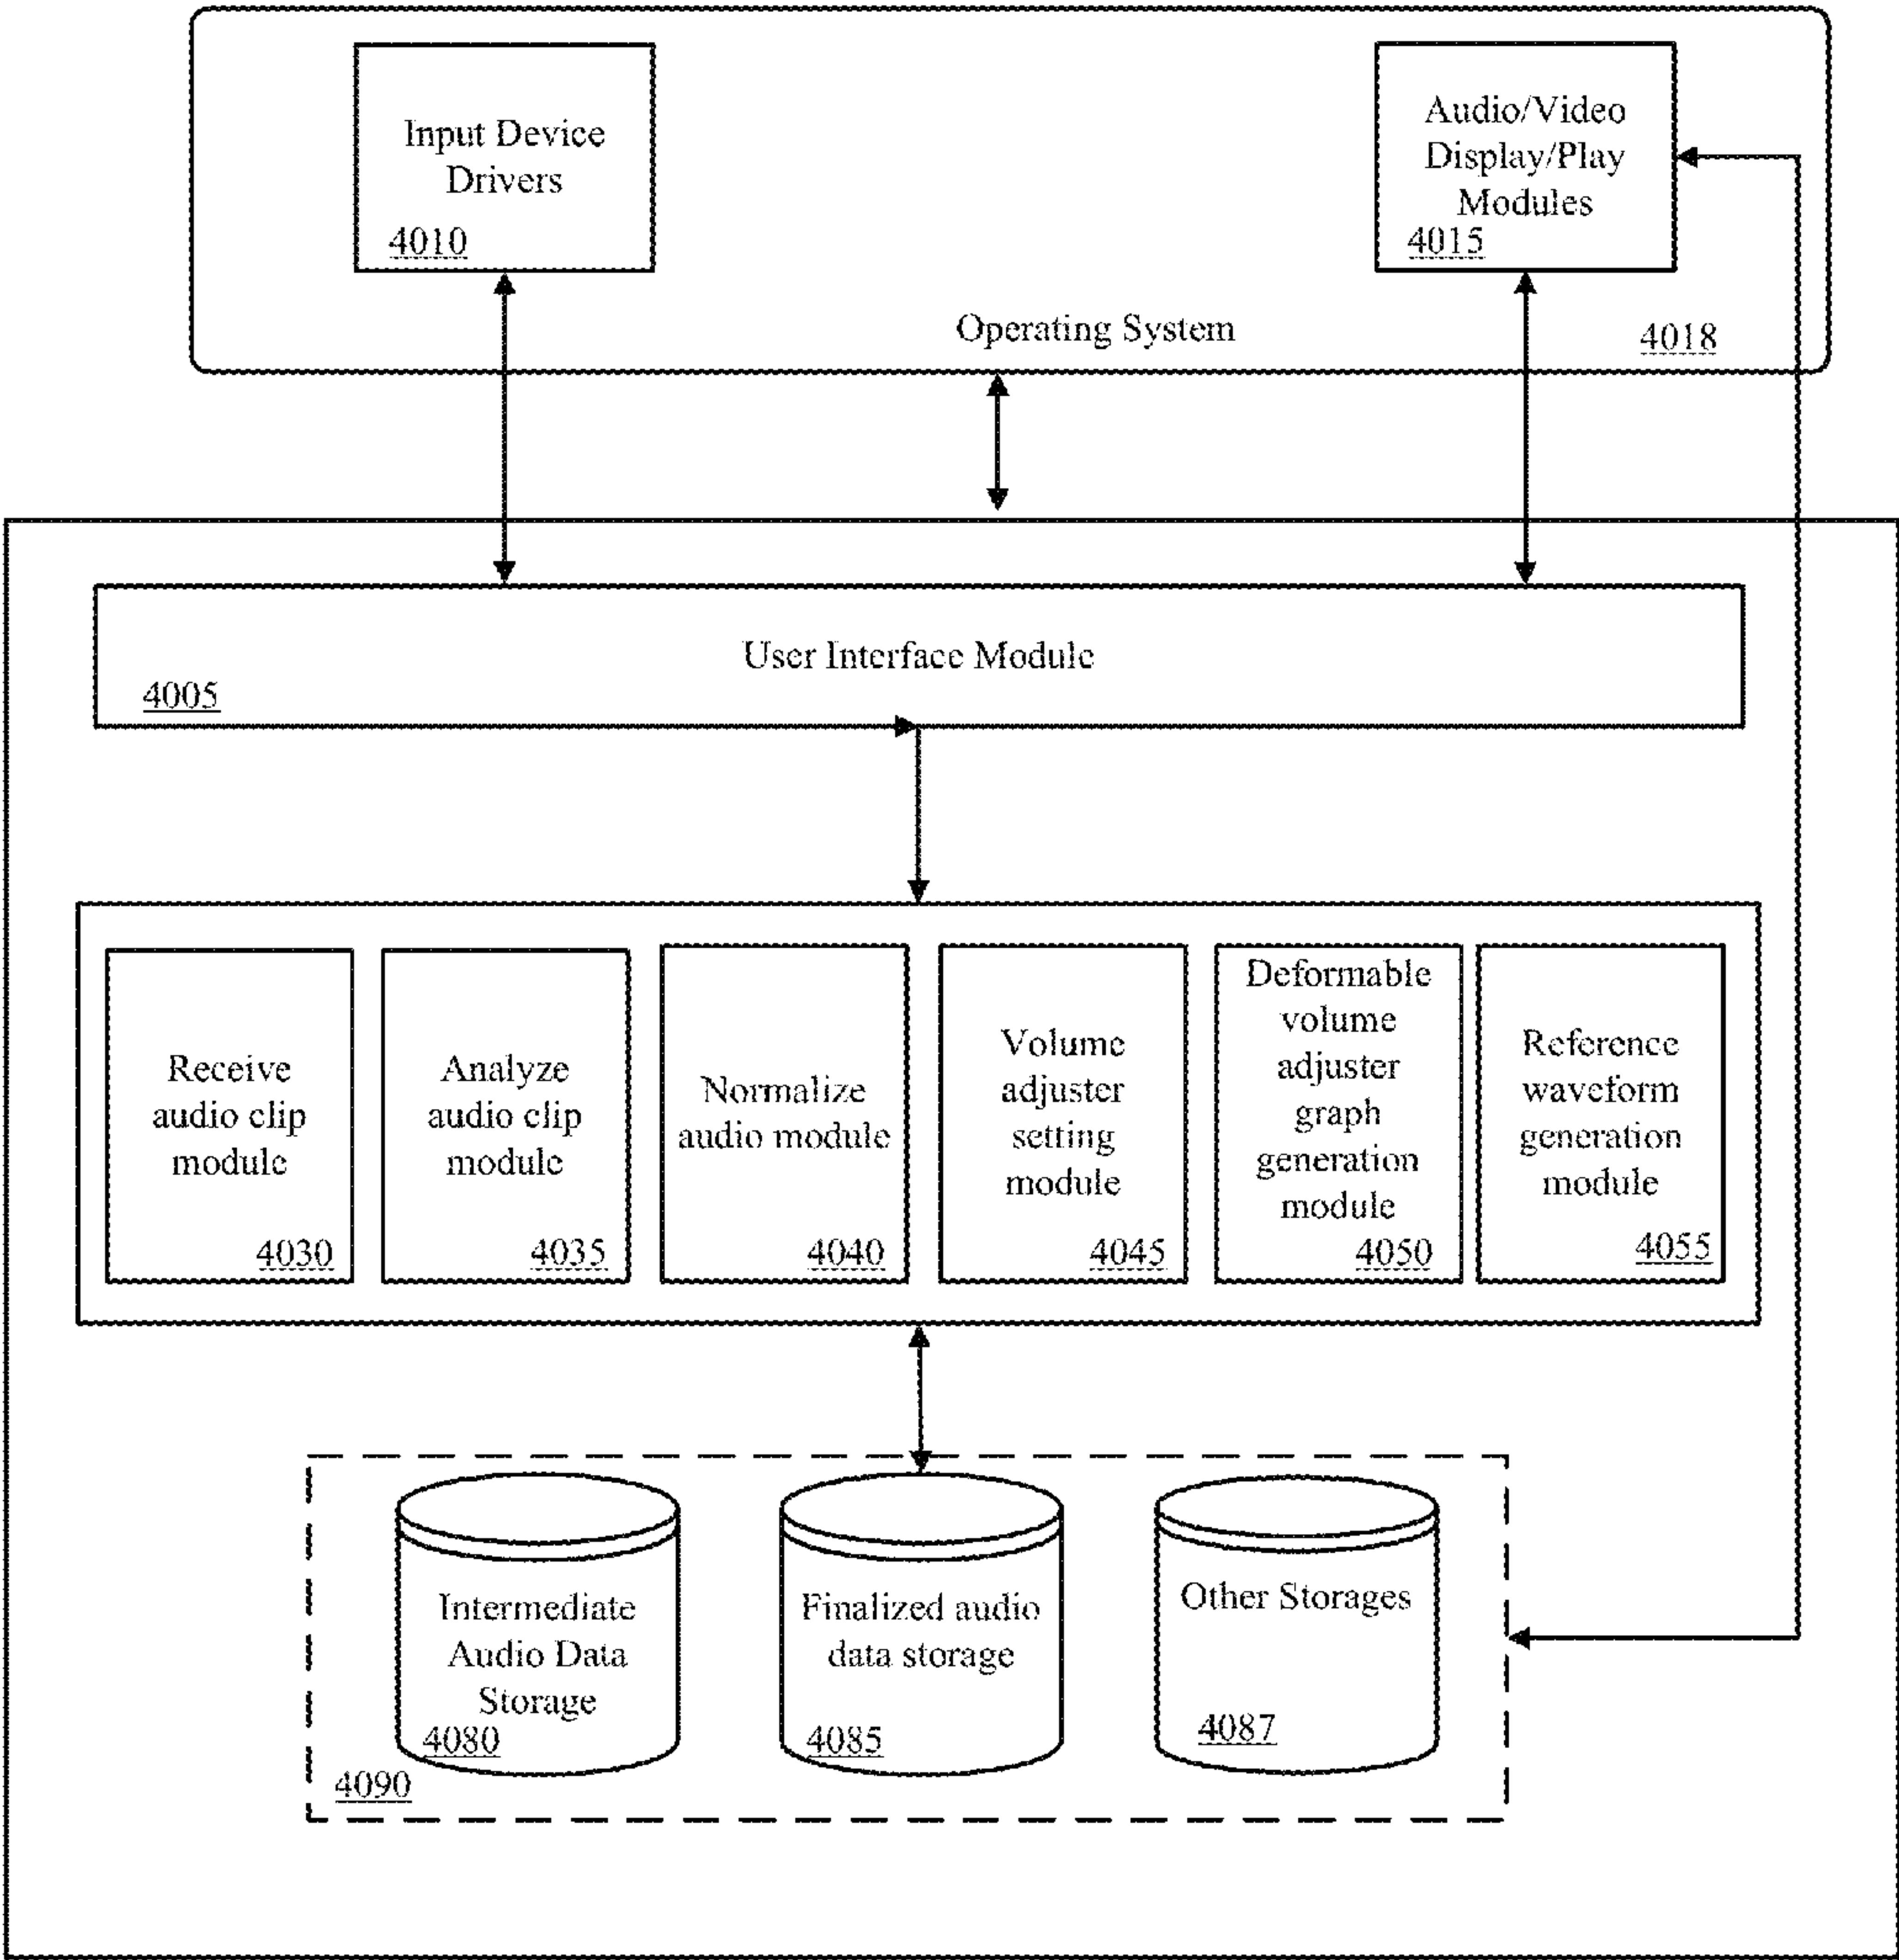 Input Device
Drivers
4010
Audio/Video
Display/Play
Modules
4015
Operating System
4018
User Interface Module
4005
Receive
audio clip
module
4030
Analyze
audio clip
module
4035
Normalize
audio module
4040
Volume
adjuster
setting
module
4045
Deformable
volume
adjuster
graph
generation
module
4050
Reference
waveform
generation
module
4055
Intermediate
Audio Data
Storage
4080
Finalized audio
data storage
4085
Other Storages
4087
4090